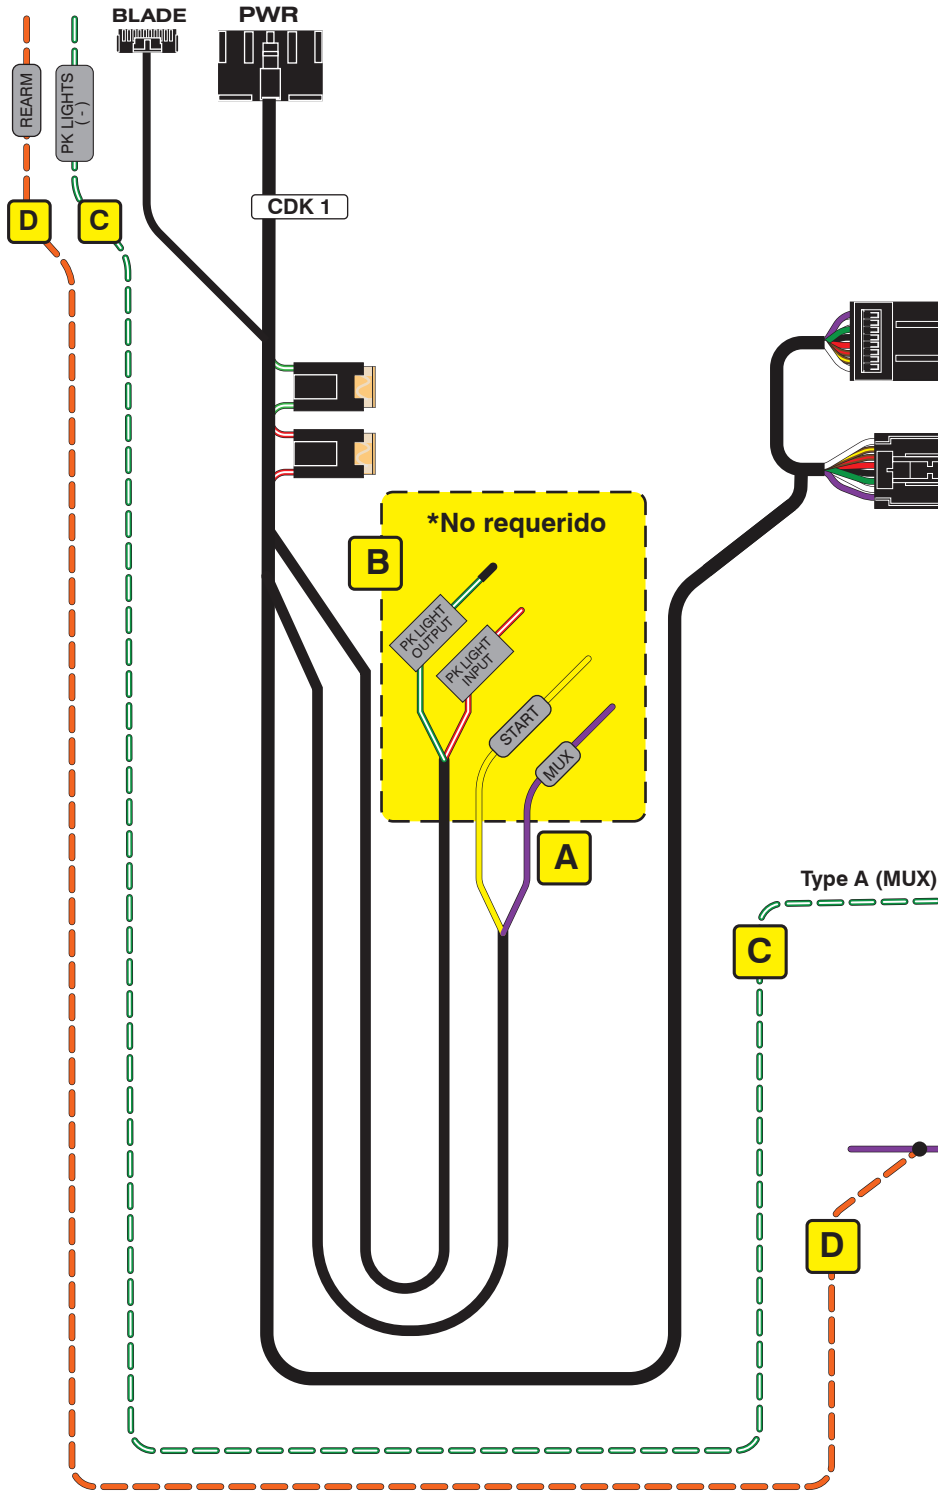 BLADE
PWR
REARM
PK LIGHTS
( - )
D
C
CDK 1
*No requerido
B
PK LIGHT
OUTPUT
PK LIGHT
INPUT
START
MUX
A
Type A (MUX)
C
D